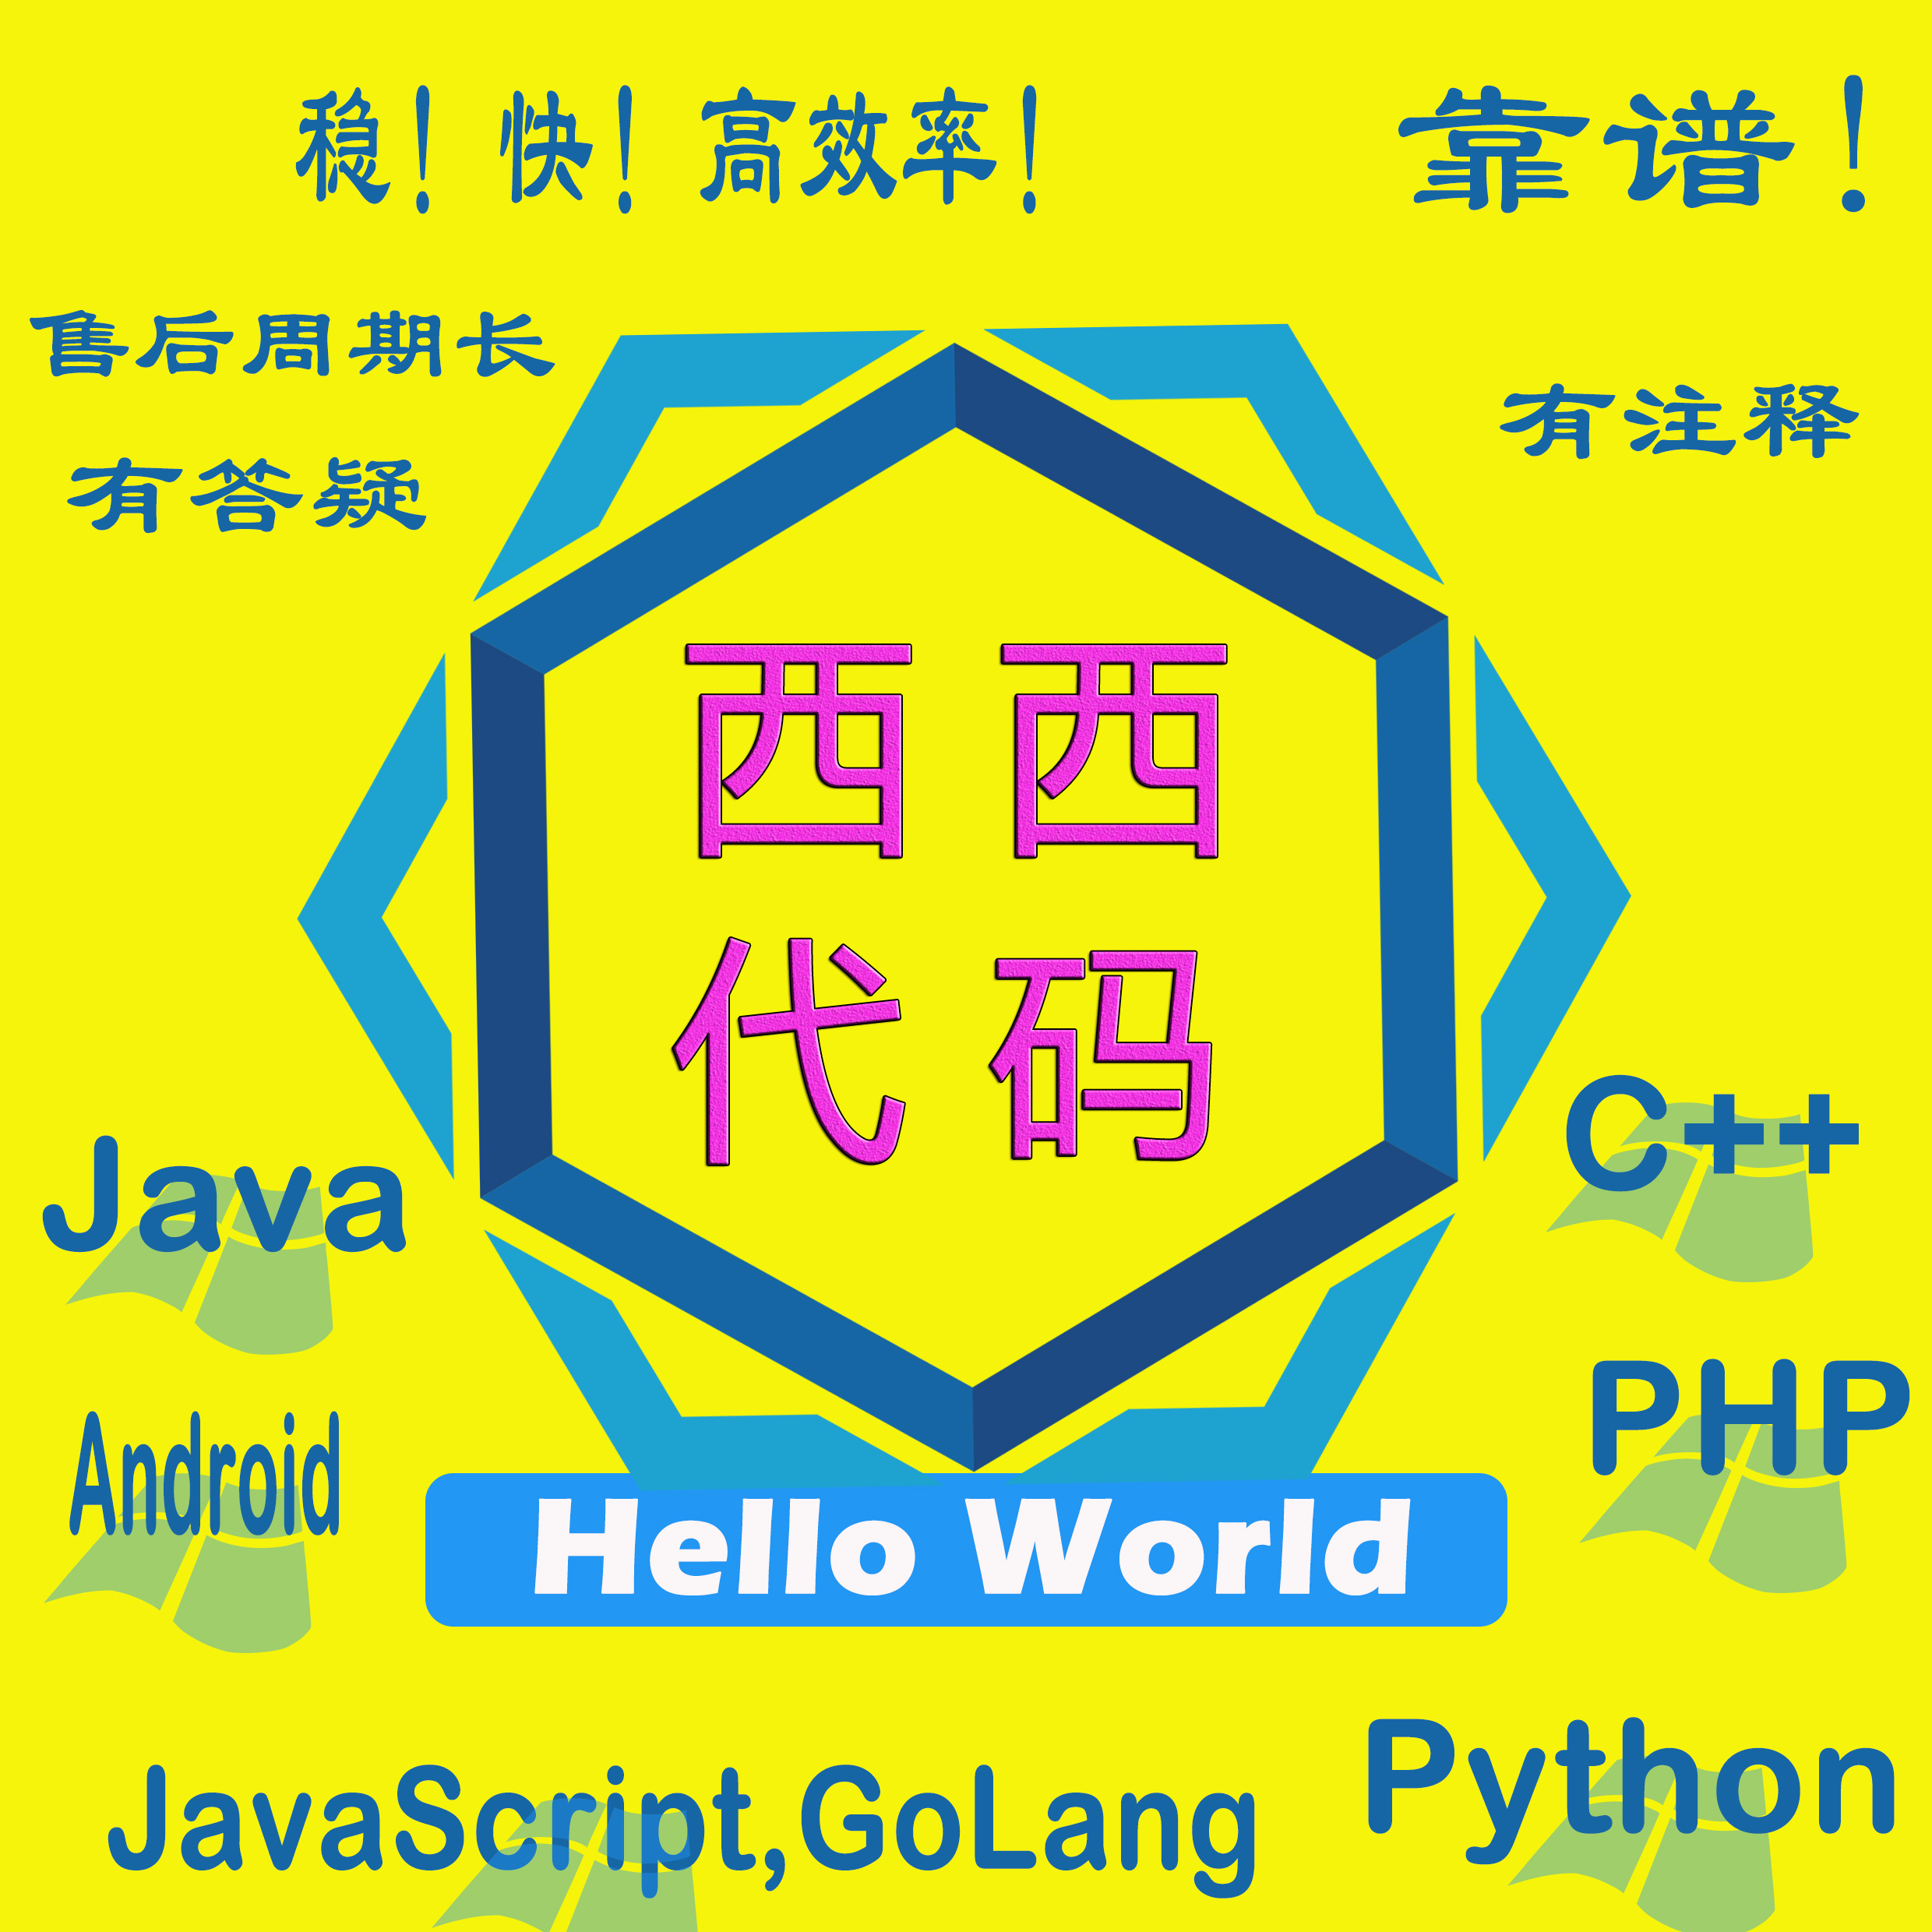 稳！快！高效率！
靠谱！
售后周期长
有注释
有答疑
西西
代码
Java
C++
Android
PHP
Hello World
JavaScript,GoLang
Python